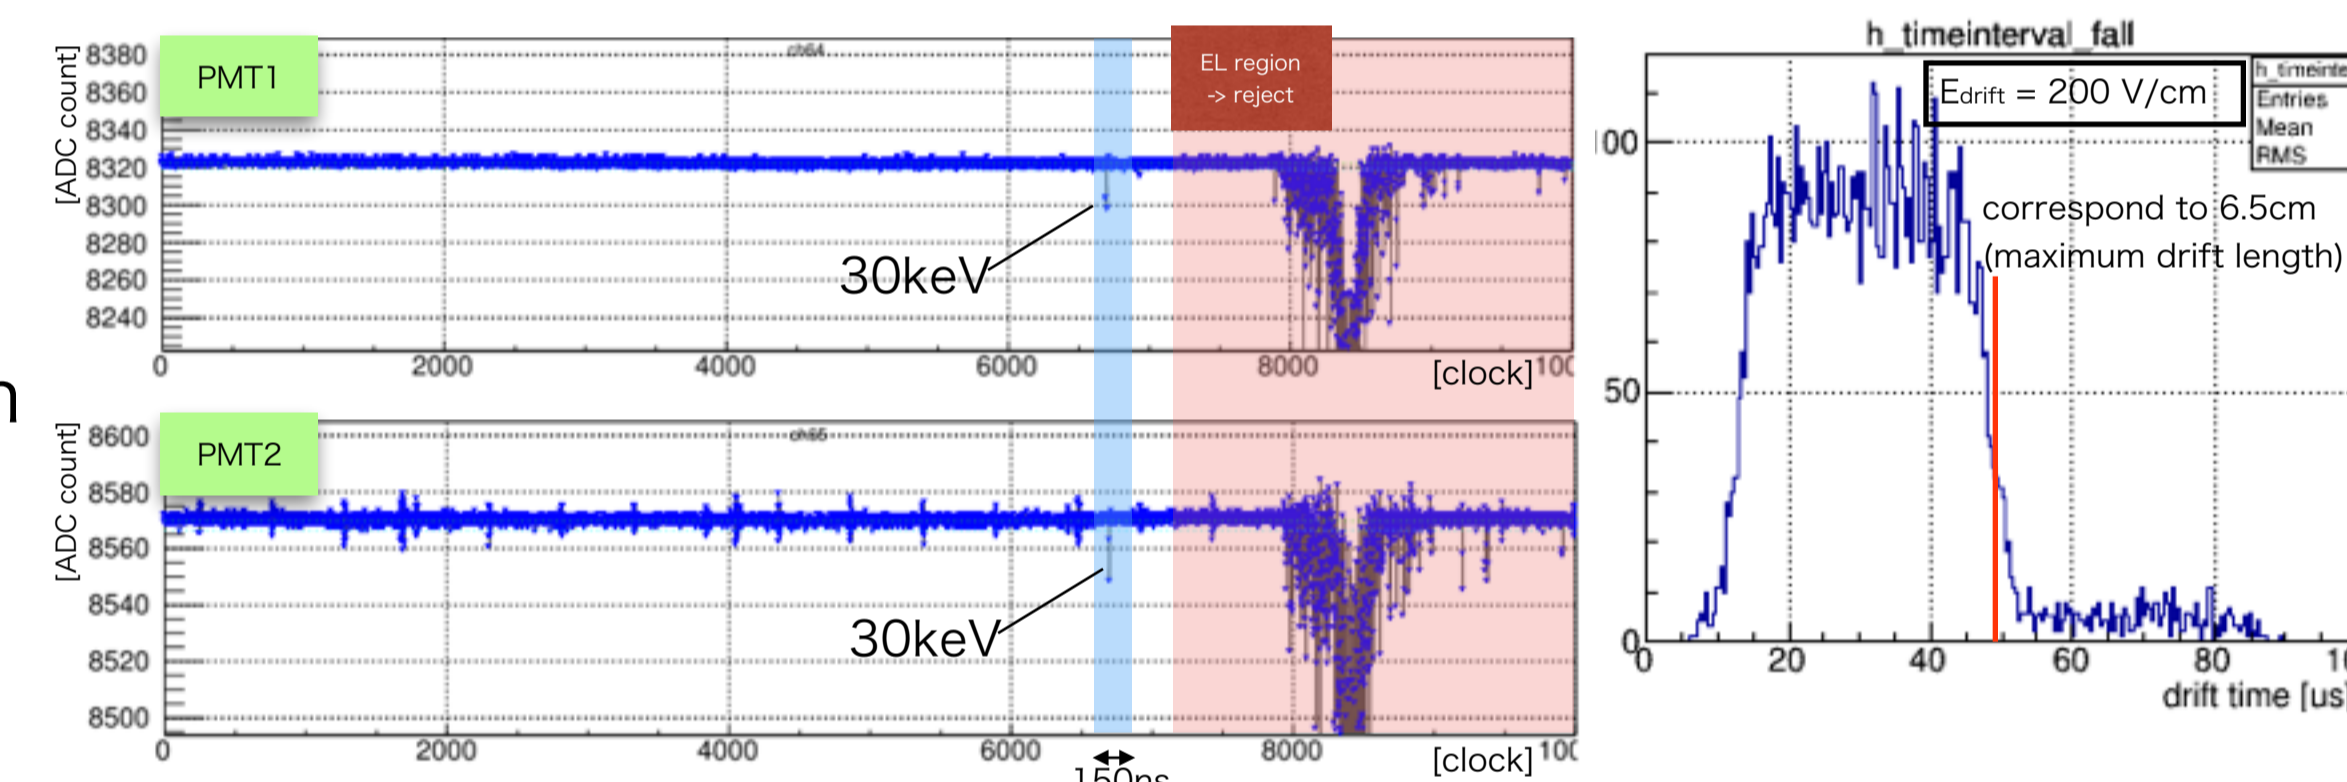 PMT1
ch64
[ADC count]
8380
8360
8340
8320
8300
8280
8260
8240
EL region
-> reject
30keV
0
2000
4000
6000
8000
[clock]
PMT2
[ADC count]
8600
8580
8560
8540
8520
8500
30keV
0
2000
4000
6000
8000
[clock]
150ns
h_timeinterval_fall
Edrift = 200 V/cm
Entries
Mean
RMS
correspond to 6.5cm
(maximum drift length)
50
0
0
20
40
60
80
drift time [us